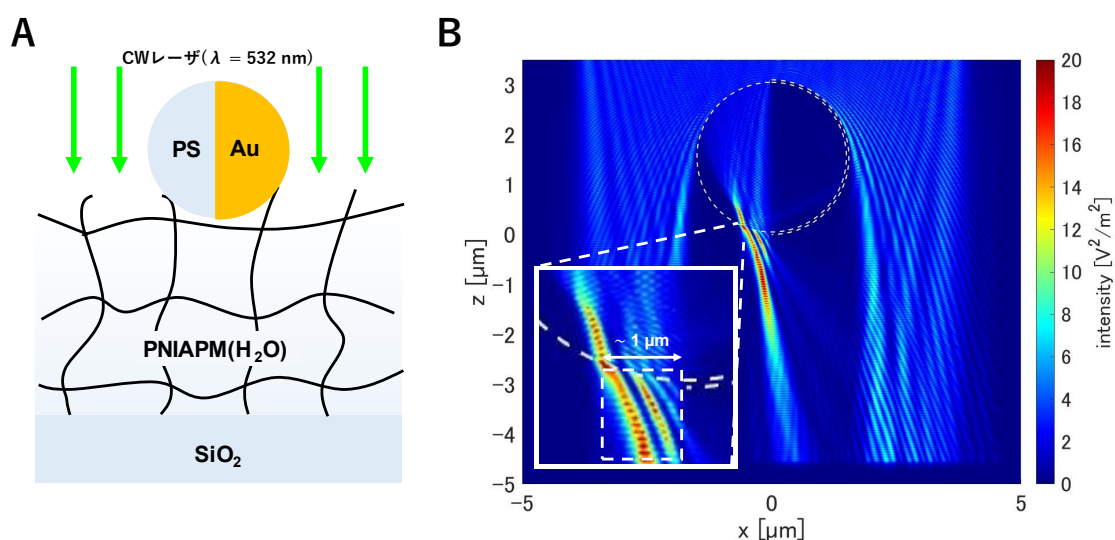 A
CWレーザ(λ = 532 nm)
PS
Au
PNIAPM(H₂O)
SiO₂
B
3
2
1
0
−1
−2
−3
−4
−5
z [μm]
~ 1 μm
−5
0
5
x [μm]
20
18
16
14
12
10
8
6
4
2
0
intensity [V²/m²]